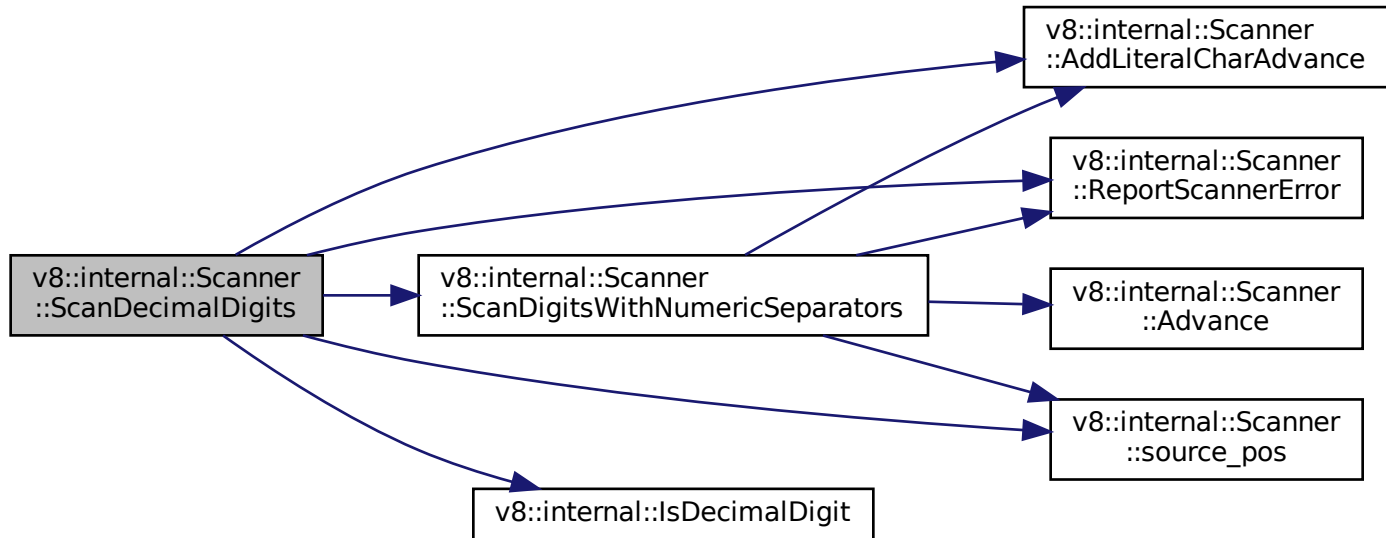 v8::internal::Scanner
::ScanDecimalDigits
v8::internal::Scanner
::ScanDigitsWithNumericSeparators
v8::internal::IsDecimalDigit
v8::internal::Scanner
::AddLiteralCharAdvance
v8::internal::Scanner
::ReportScannerError
v8::internal::Scanner
::Advance
v8::internal::Scanner
::source_pos